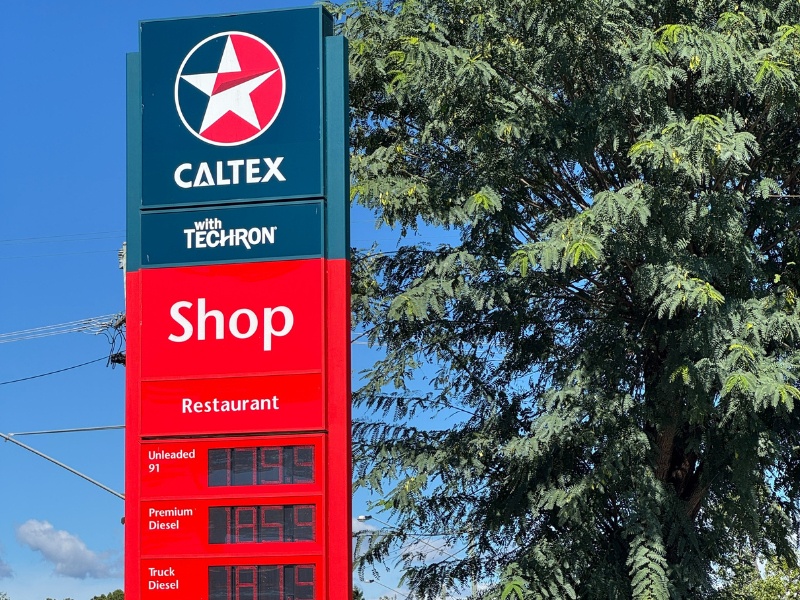 CALTEX
with
TECHRON
Shop
Restaurant
Unleaded
91
Premium
Diesel
Truck
Diesel